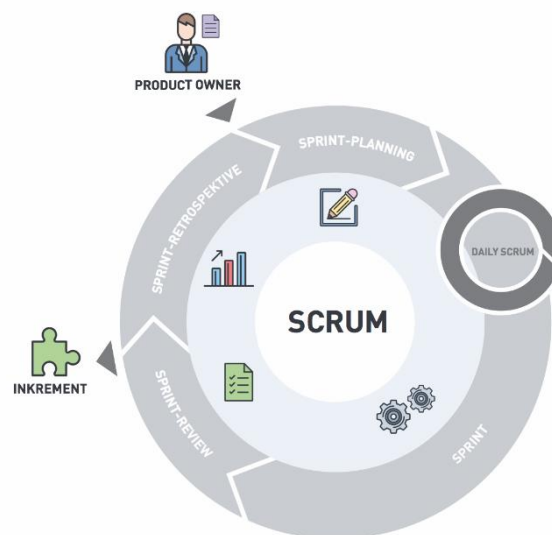 PRODUCT OWNER
SPRINT-PLANNING
SPRINT-RETROSPEKTIVE
DAILY SCRUM
SCRUM
INKREMENT
SPRINT-REVIEW
SPRINT